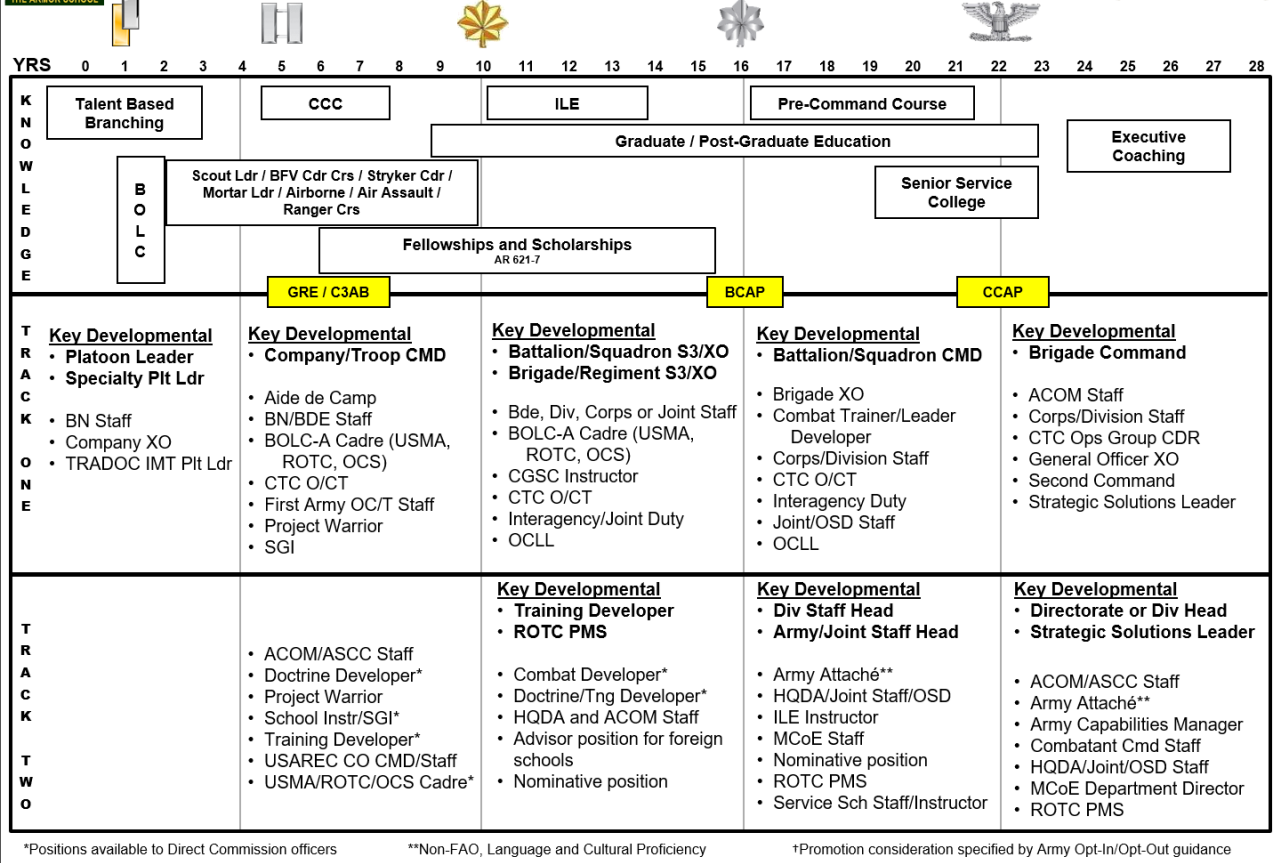 THE ARMOR SCHOOL
YRS 0 1 2 3 4 5 6 7 8 9 10 11 12 13 14 15 16 17 18 19 20 21 22 23 24 25 26 27 28
KNOWLEDGE
Talent Based
Branching
CCC
ILE
Pre-Command Course
Graduate / Post-Graduate Education
Executive
Coaching
BOLC
Scout Ldr / BFV Cdr Crs / Stryker Cdr /
Mortar Ldr / Airborne / Air Assault /
Ranger Crs
Senior Service
College
Fellowships and Scholarships
AR 621-7
GRE / C3AB
BCAP
CCAP
TRACK ONE
Key Developmental
• Platoon Leader
• Specialty Plt Ldr
• BN Staff
• Company XO
• TRADOC IMT Plt Ldr
Key Developmental
• Company/Troop CMD
• Aide de Camp
• BN/BDE Staff
• BOLC-A Cadre (USMA,
ROTC, OCS)
• CTC O/CT
• First Army OC/T Staff
• Project Warrior
• SGI
Key Developmental
• Battalion/Squadron S3/XO
• Brigade/Regiment S3/XO
• Bde, Div, Corps or Joint Staff
• BOLC-A Cadre (USMA,
ROTC, OCS)
• CGSC Instructor
• CTC O/CT
• Interagency/Joint Duty
• OCLL
Key Developmental
• Battalion/Squadron CMD
• Brigade XO
• Combat Trainer/Leader
Developer
• Corps/Division Staff
• CTC O/CT
• Interagency Duty
• Joint/OSD Staff
• OCLL
Key Developmental
• Brigade Command
• ACOM Staff
• Corps/Division Staff
• CTC Ops Group CDR
• General Officer XO
• Second Command
• Strategic Solutions Leader
TRACK TWO
• ACOM/ASCC Staff
• Doctrine Developer*
• Project Warrior
• School Instr/SGI*
• Training Developer*
• USAREC CO CMD/Staff
• USMA/ROTC/OCS Cadre*
Key Developmental
• Training Developer
• ROTC PMS
• Combat Developer*
• Doctrine/Tng Developer*
• HQDA and ACOM Staff
• Advisor position for foreign
schools
• Nominative position
Key Developmental
• Div Staff Head
• Army/Joint Staff Head
• Army Attaché**
• HQDA/Joint Staff/OSD
• ILE Instructor
• MCoE Staff
• Nominative position
• ROTC PMS
• Service Sch Staff/Instructor
Key Developmental
• Directorate or Div Head
• Strategic Solutions Leader
• ACOM/ASCC Staff
• Army Attaché**
• Army Capabilities Manager
• Combatant Cmd Staff
• HQDA/Joint/OSD Staff
• MCoE Department Director
• ROTC PMS
*Positions available to Direct Commission officers
**Non-FAO, Language and Cultural Proficiency
†Promotion consideration specified by Army Opt-In/Opt-Out guidance